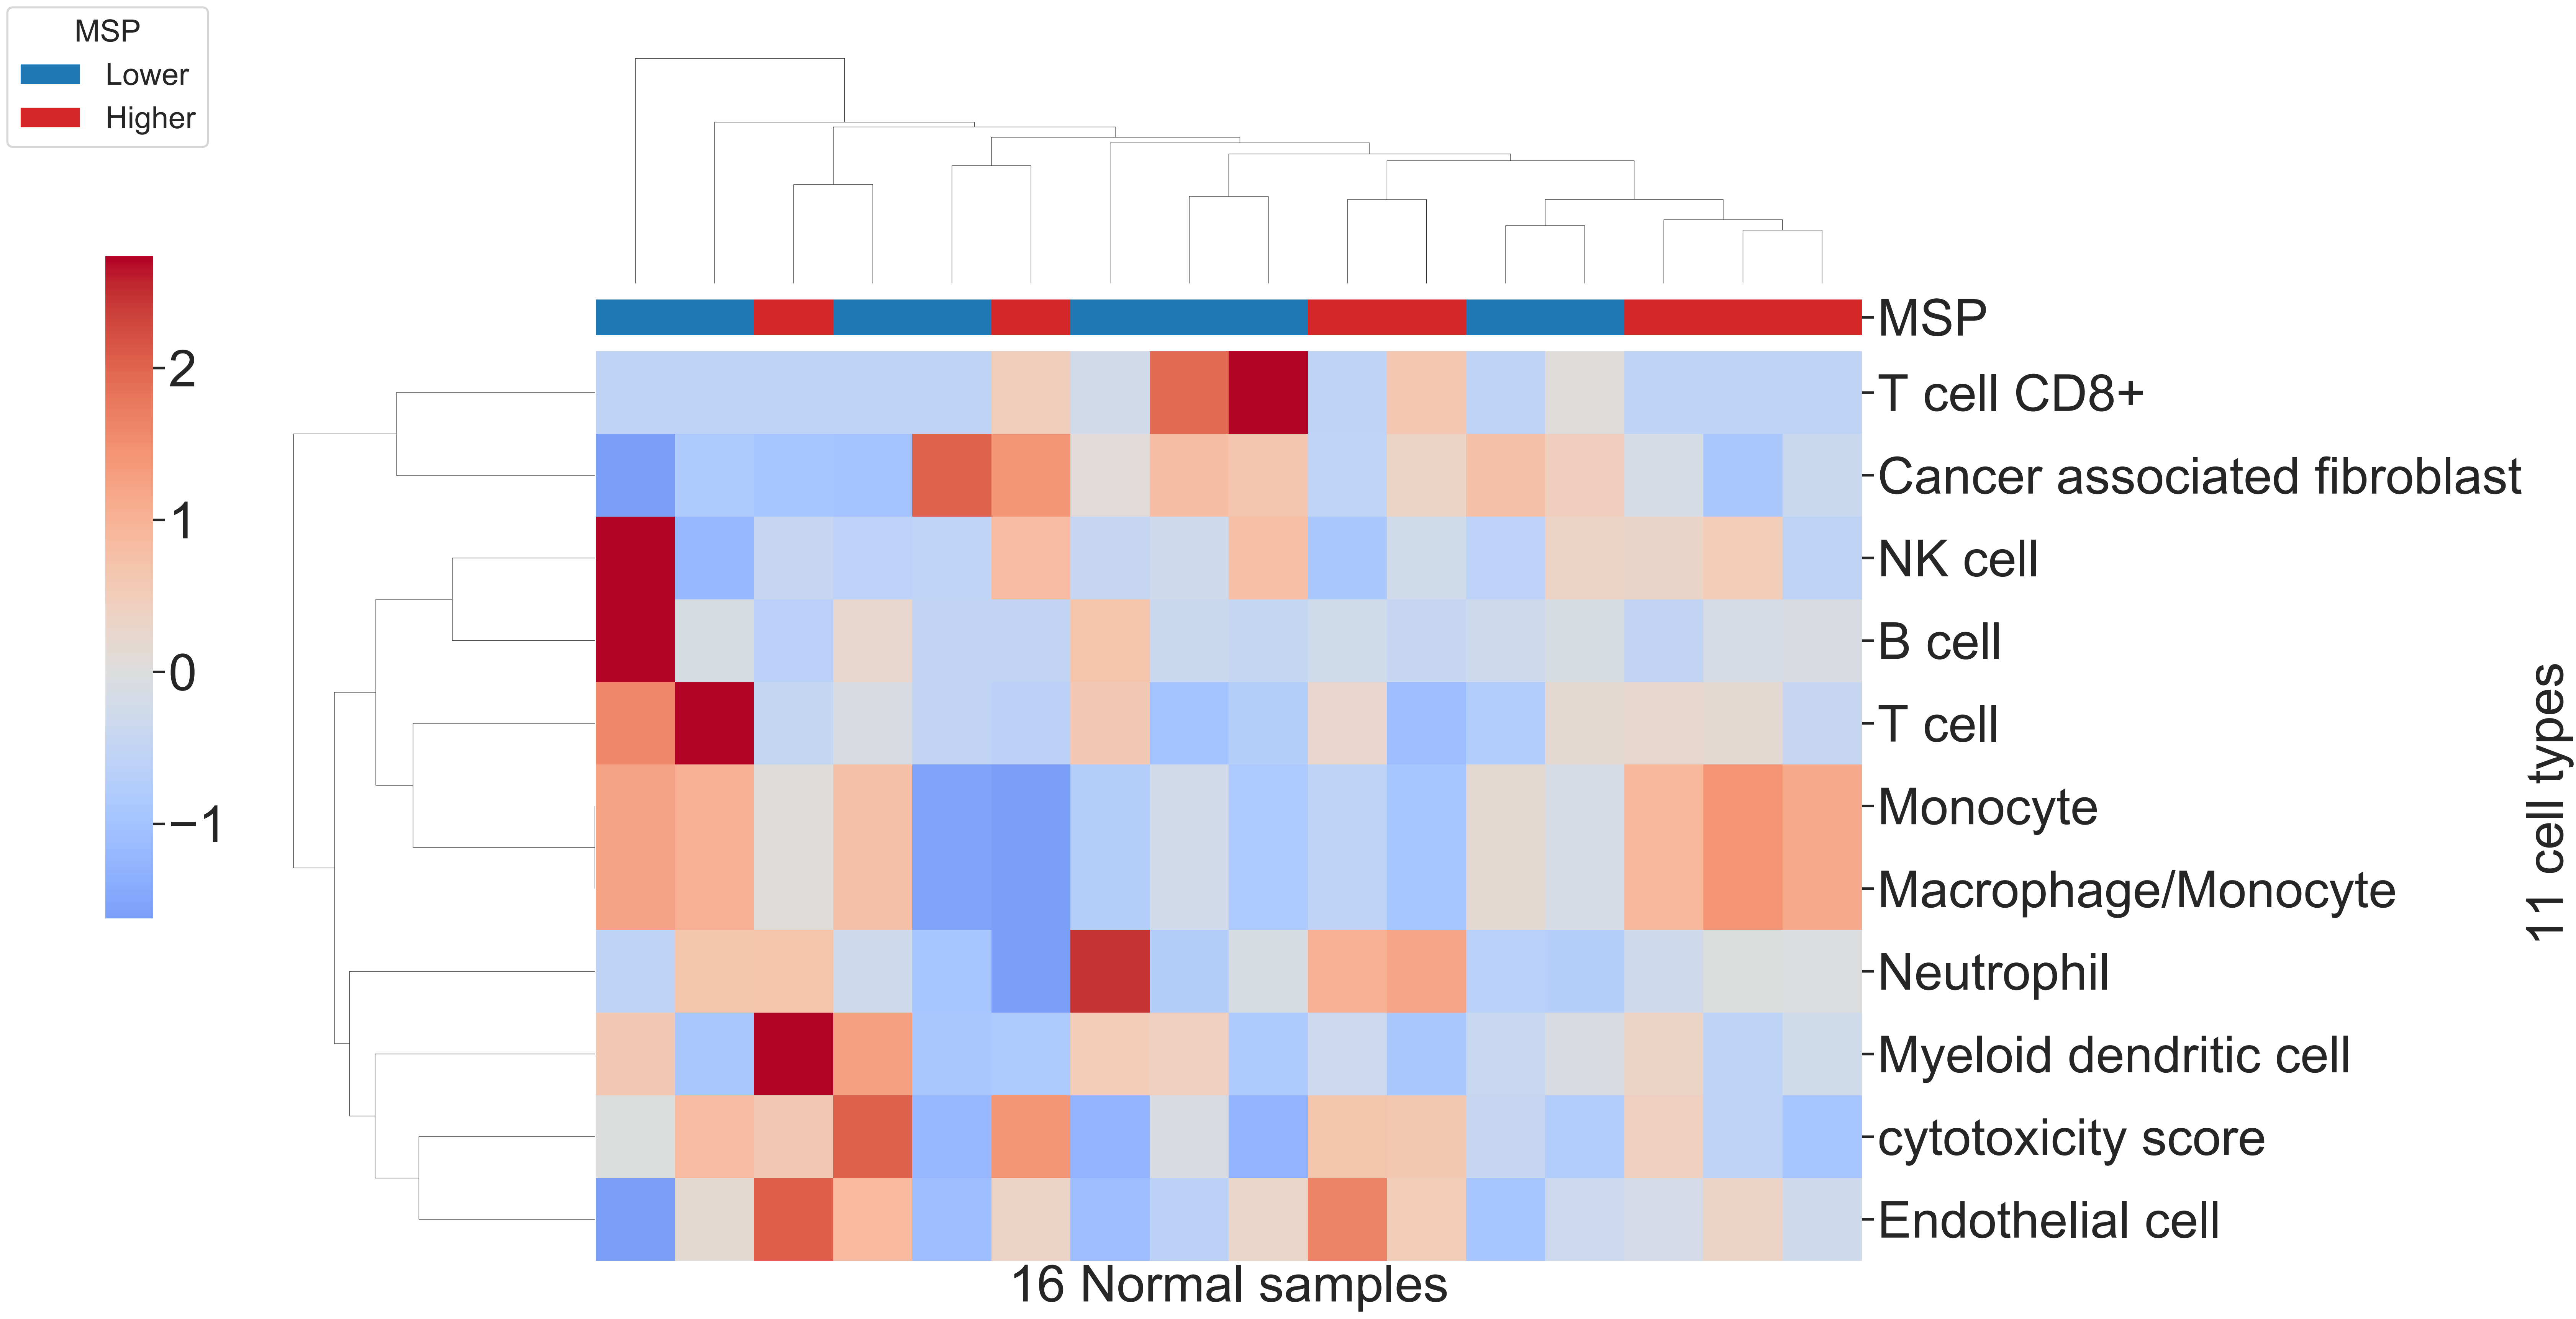 MSP
Lower
Higher
2
1
0
−1
MSP
T cell CD8+
Cancer associated fibroblast
NK cell
B cell
T cell
Monocyte
Macrophage/Monocyte
Neutrophil
Myeloid dendritic cell
cytotoxicity score
Endothelial cell
11 cell types
16 Normal samples